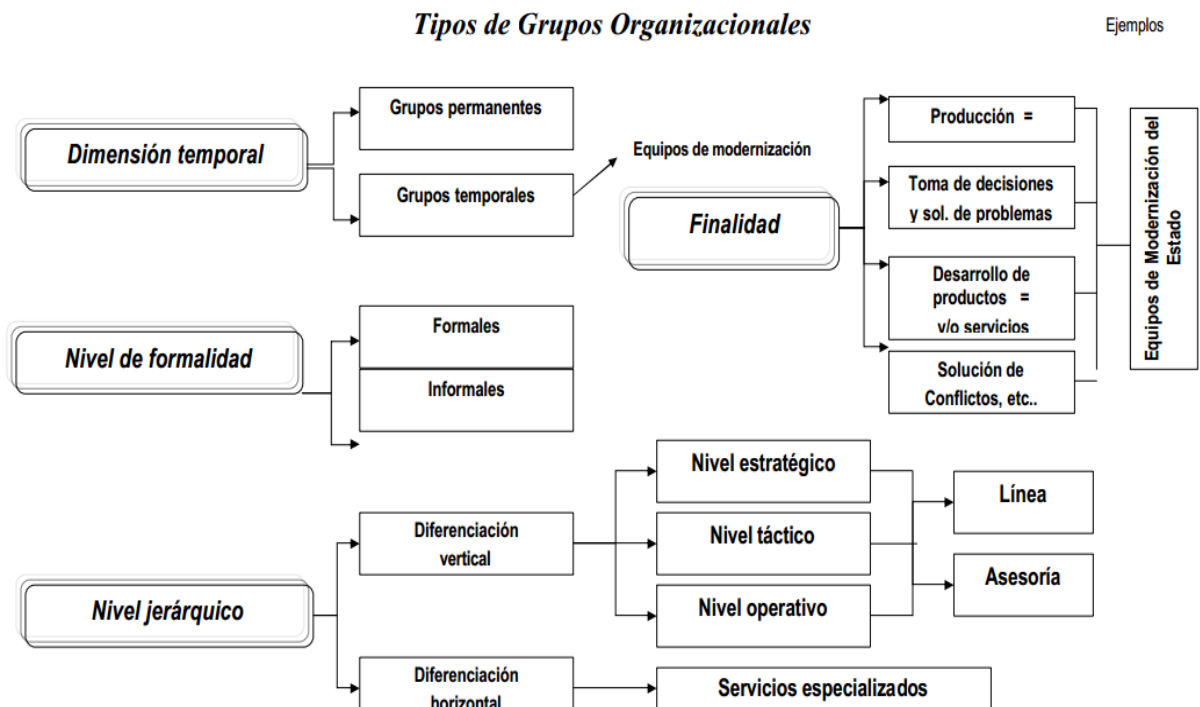 Tipos de Grupos Organizacionales
Ejemplos
Dimensión temporal
Grupos permanentes
Grupos temporales
Equipos de modernización
Finalidad
Producción =
Toma de decisiones
y sol. de problemas
Desarrollo de
productos =
y/o servicios
Solución de
Conflictos, etc..
Equipos de Modernización del
Estado
Nivel de formalidad
Formales
Informales
Nivel jerárquico
Diferenciación
vertical
Nivel estratégico
Nivel táctico
Nivel operativo
Línea
Asesoría
Diferenciación
horizontal
Servicios especializados